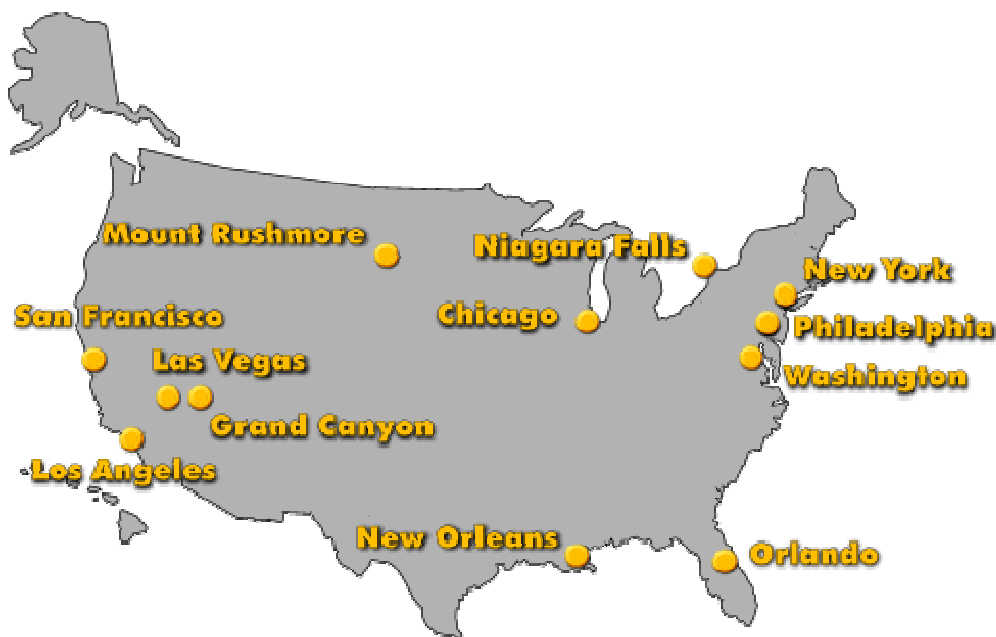 Mount Rushmore
Niagara Falls
New York
San Francisco
Chicago
Philadelphia
Las Vegas
Washington
Grand Canyon
Los Angeles
New Orleans
Orlando